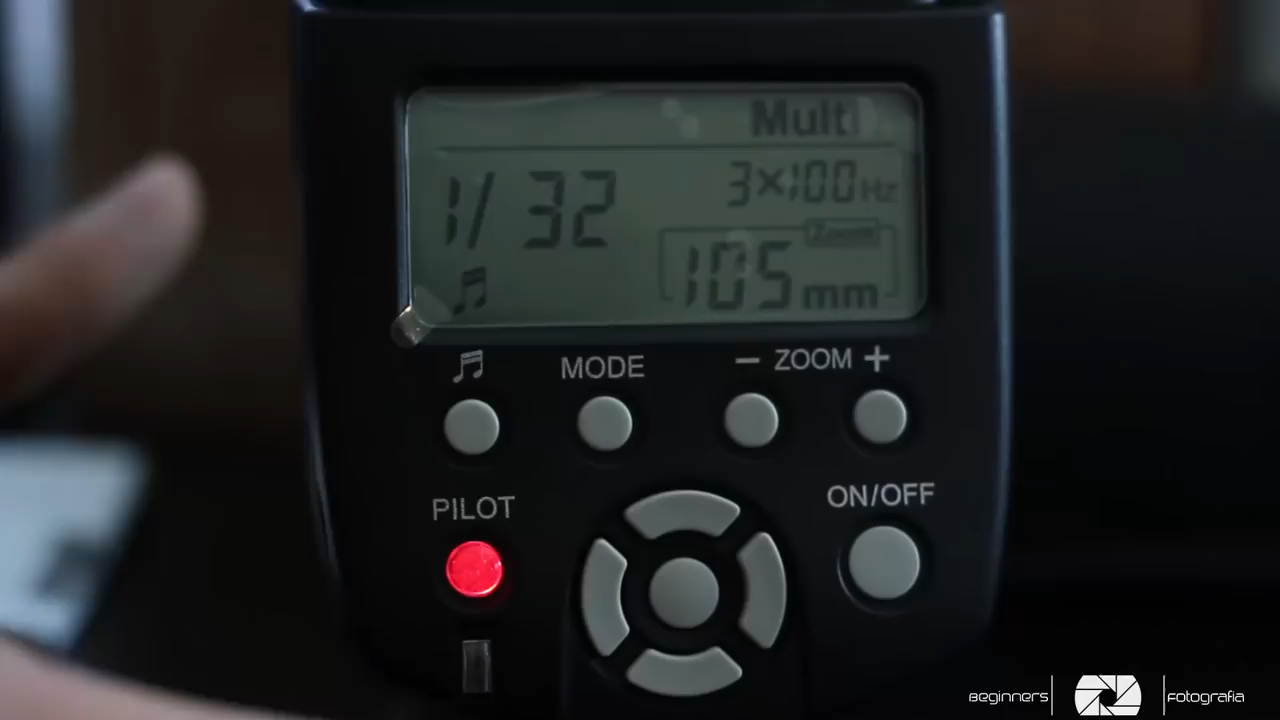 Multi
1/ 32
3×100Hz
Zoom
105mm
MODE
− ZOOM +
PILOT
ON/OFF
Beginners
Fotografia